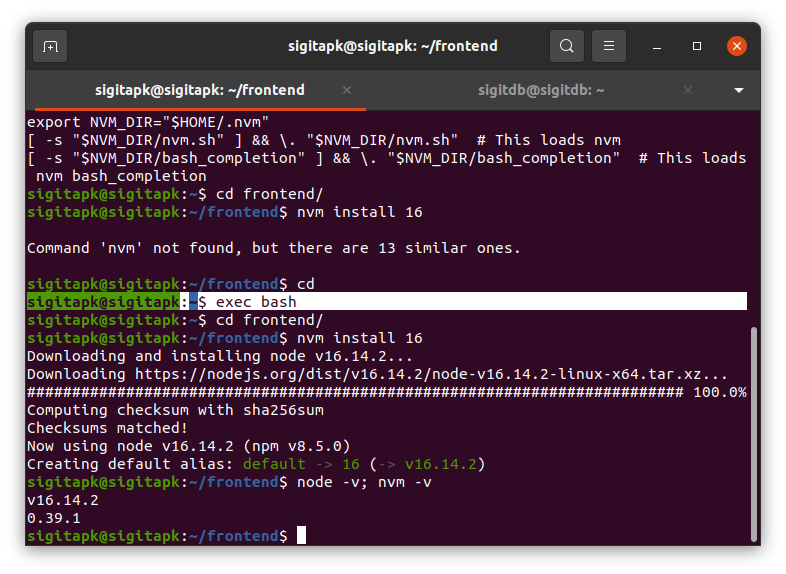 sigitapk@sigitapk: ~/frontend
sigitapk@sigitapk: ~/frontend
sigitdb@sigitdb: ~
export NVM_DIR="$HOME/.nvm"
[ -s "$NVM_DIR/nvm.sh" ] && \. "$NVM_DIR/nvm.sh"  # This loads nvm
[ -s "$NVM_DIR/bash_completion" ] && \. "$NVM_DIR/bash_completion"  # This loads
 nvm bash_completion
sigitapk@sigitapk:~$ cd frontend/
sigitapk@sigitapk:~/frontend$ nvm install 16
Command 'nvm' not found, but there are 13 similar ones.
sigitapk@sigitapk:~/frontend$ cd
sigitapk@sigitapk:~$ exec bash
sigitapk@sigitapk:~$ cd frontend/
sigitapk@sigitapk:~/frontend$ nvm install 16
Downloading and installing node v16.14.2...
Downloading https://nodejs.org/dist/v16.14.2/node-v16.14.2-linux-x64.tar.xz...
######################################################################### 100.0%
Computing checksum with sha256sum
Checksums matched!
Now using node v16.14.2 (npm v8.5.0)
Creating default alias: default -> 16 (-> v16.14.2)
sigitapk@sigitapk:~/frontend$ node -v; nvm -v
v16.14.2
0.39.1
sigitapk@sigitapk:~/frontend$